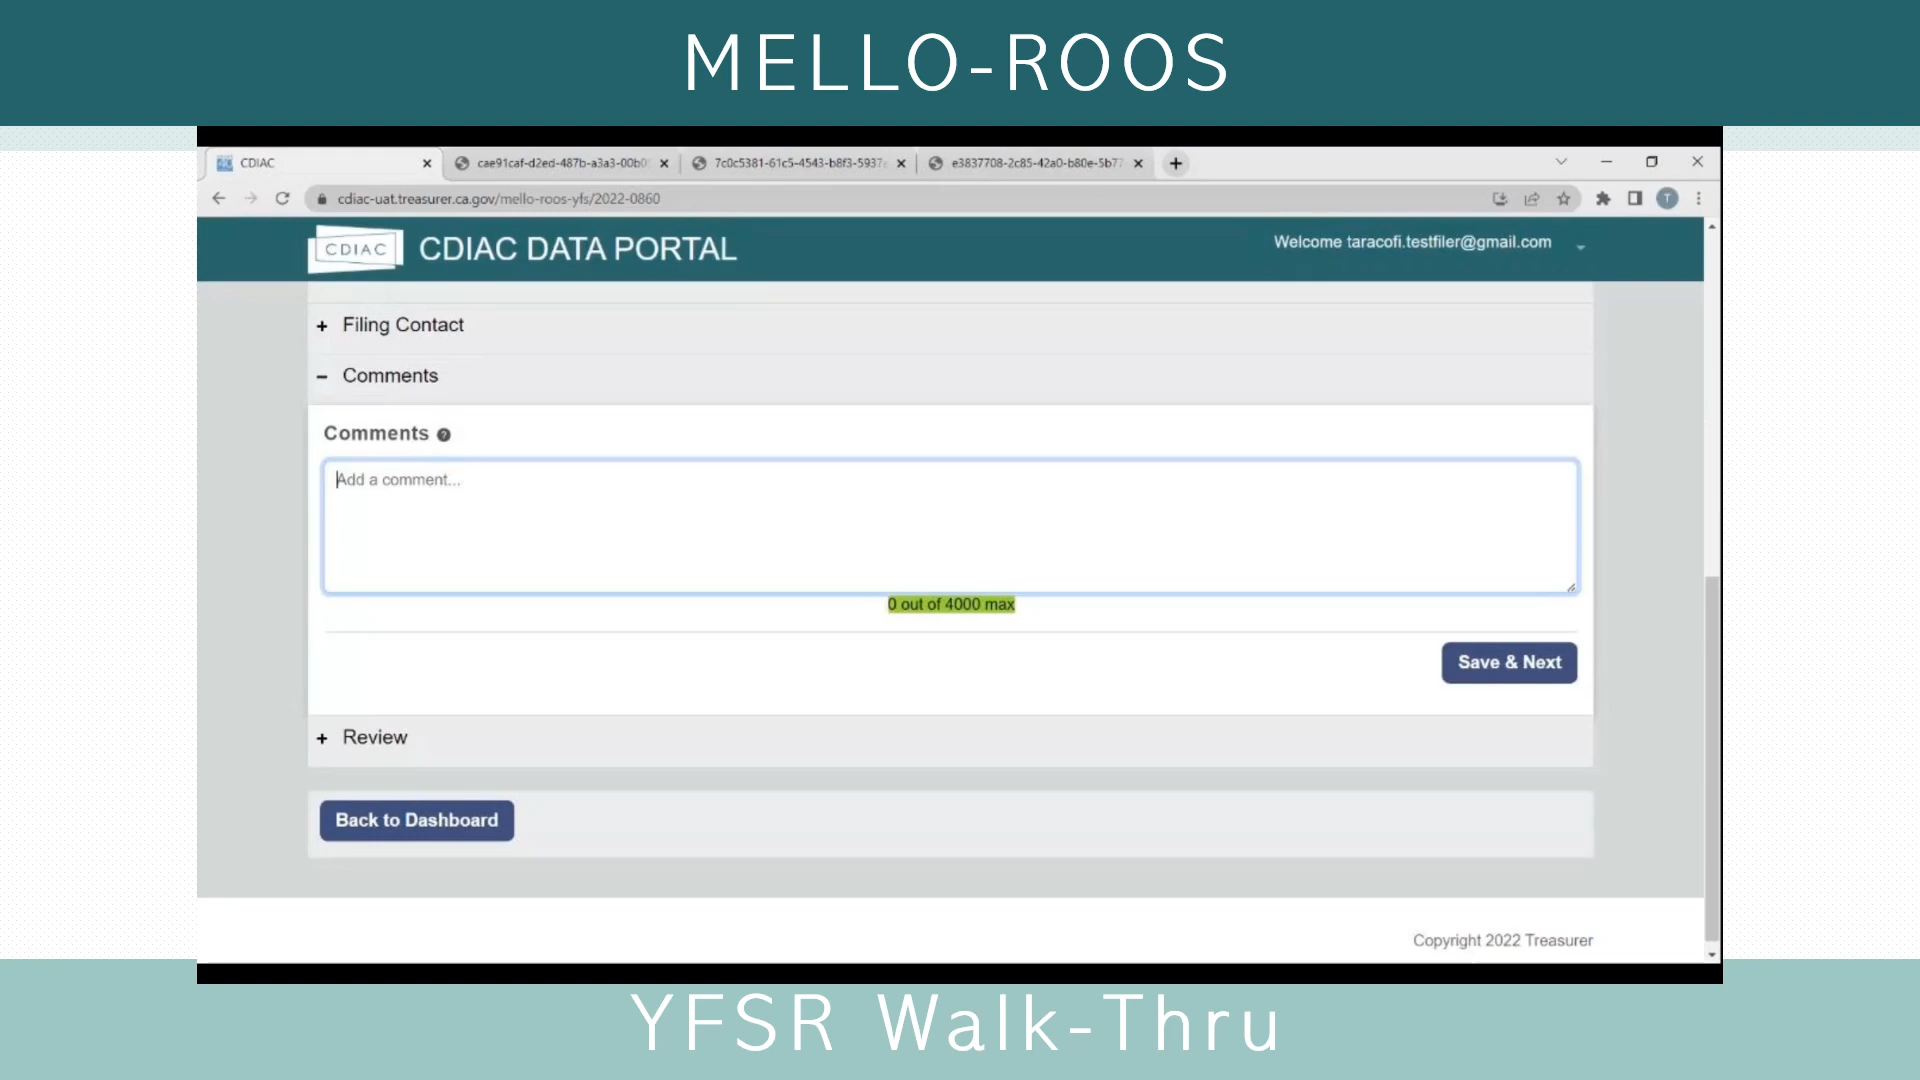 MELLO-ROOS
CDIAC
cae91caf-d2ed-487b-a3a3-00b0
7c0c5381-61c5-4543-b8f3-5937
e3837708-2c85-42a0-b80e-5b77
cdiac-uat.treasurer.ca.gov/mello-roos-yfs/2022-0860
T
CDIAC
CDIAC DATA PORTAL
Welcome taracofi.testfiler@gmail.com
+ Filing Contact
− Comments
Comments ?
Add a comment...
0 out of 4000 max
Save & Next
+ Review
Back to Dashboard
Copyright 2022 Treasurer
YFSR Walk-Thru